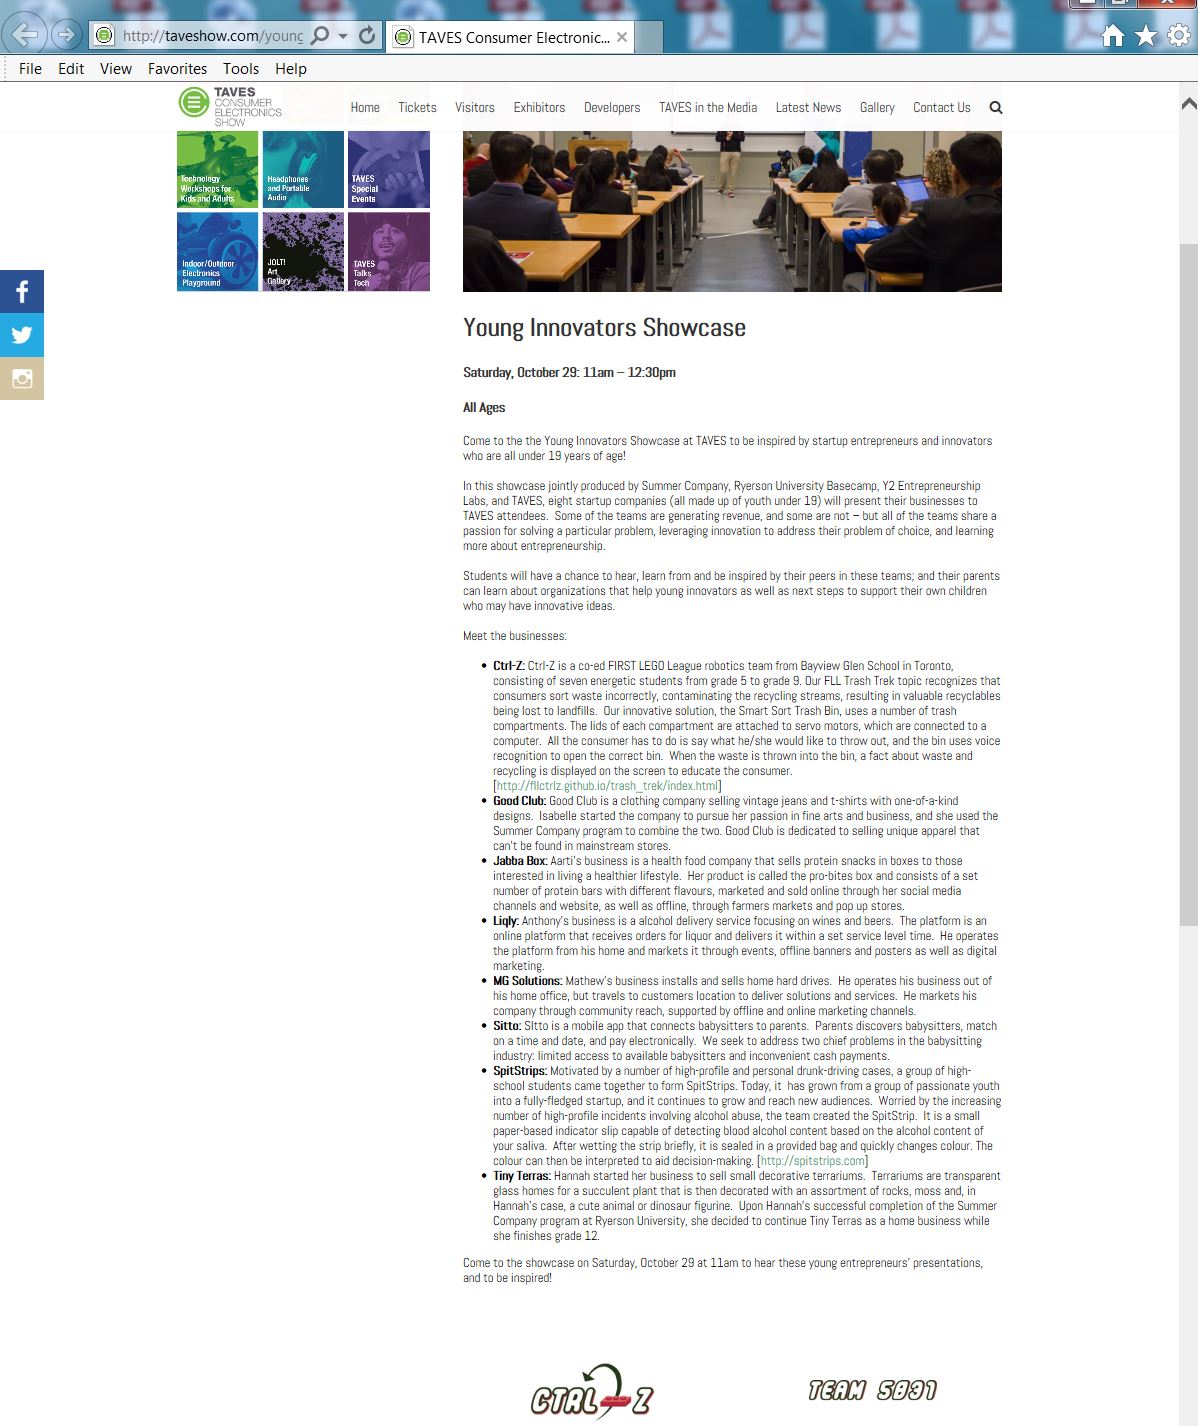 http://taveshow.com/young
TAVES Consumer Electronic...
File Edit View Favorites Tools Help
TAVES
CONSUMER
ELECTRONICS
SHOW
Home Tickets Visitors Exhibitors Developers TAVES in the Media Latest News Gallery Contact Us
Technology
Workshops for
Kids and Adults
Headphones
and Portable
Audio
TAVES
Special
Events
Indoor/Outdoor
Electronics
Playground
JOLT!
Art
Gallery
TAVES
Talks
Tech
Young Innovators Showcase
Saturday, October 29: 11am – 12:30pm
All Ages
Come to the the Young Innovators Showcase at TAVES to be inspired by startup entrepreneurs and innovators
who are all under 19 years of age!
In this showcase jointly produced by Summer Company, Ryerson University Basecamp, Y2 Entrepreneurship
Labs, and TAVES, eight startup companies (all made up of youth under 19) will present their businesses to
TAVES attendees. Some of the teams are generating revenue, and some are not – but all of the teams share a
passion for solving a particular problem, leveraging innovation to address their problem of choice, and learning
more about entrepreneurship.
Students will have a chance to hear, learn from and be inspired by their peers in these teams; and their parents
can learn about organizations that help young innovators as well as next steps to support their own children
who may have innovative ideas.
Meet the businesses:
• Ctrl-Z: Ctrl-Z is a co-ed FIRST LEGO League robotics team from Bayview Glen School in Toronto,
consisting of seven energetic students from grade 5 to grade 9. Our FLL Trash Trek topic recognizes that
consumers sort waste incorrectly, contaminating the recycling streams, resulting in valuable recyclables
being lost to landfills. Our innovative solution, the Smart Sort Trash Bin, uses a number of trash
compartments. The lids of each compartment are attached to servo motors, which are connected to a
computer. All the consumer has to do is say what he/she would like to throw out, and the bin uses voice
recognition to open the correct bin. When the waste is thrown into the bin, a fact about waste and
recycling is displayed on the screen to educate the consumer.
[http://fllctrlz.github.io/trash_trek/index.html]
• Good Club: Good Club is a clothing company selling vintage jeans and t-shirts with one-of-a-kind
designs. Isabelle started the company to pursue her passion in fine arts and business, and she used the
Summer Company program to combine the two. Good Club is dedicated to selling unique apparel that
can't be found in mainstream stores.
• Jabba Box: Aarti's business is a health food company that sells protein snacks in boxes to those
interested in living a healthier lifestyle. Her product is called the pro-bites box and consists of a set
number of protein bars with different flavours, marketed and sold online through her social media
channels and website, as well as offline, through farmers markets and pop up stores.
• Liqly: Anthony's business is a alcohol delivery service focusing on wines and beers. The platform is an
online platform that receives orders for liquor and delivers it within a set service level time. He operates
the platform from his home and markets it through events, offline banners and posters as well as digital
marketing.
• MG Solutions: Mathew's business installs and sells home hard drives. He operates his business out of
his home office, but travels to customers location to deliver solutions and services. He markets his
company through community reach, supported by offline and online marketing channels.
• Sitto: SItto is a mobile app that connects babysitters to parents. Parents discovers babysitters, match
on a time and date, and pay electronically. We seek to address two chief problems in the babysitting
industry: limited access to available babysitters and inconvenient cash payments.
• SpitStrips: Motivated by a number of high-profile and personal drunk-driving cases, a group of high-
school students came together to form SpitStrips. Today, it has grown from a group of passionate youth
into a fully-fledged startup, and it continues to grow and reach new audiences. Worried by the increasing
number of high-profile incidents involving alcohol abuse, the team created the SpitStrip. It is a small
paper-based indicator slip capable of detecting blood alcohol content based on the alcohol content of
your saliva. After wetting the strip briefly, it is sealed in a provided bag and quickly changes colour. The
colour can then be interpreted to aid decision-making. [http://spitstrips.com]
• Tiny Terras: Hannah started her business to sell small decorative terrariums. Terrariums are transparent
glass homes for a succulent plant that is then decorated with an assortment of rocks, moss and, in
Hannah's case, a cute animal or dinosaur figurine. Upon Hannah's successful completion of the Summer
Company program at Ryerson University, she decided to continue Tiny Terras as a home business while
she finishes grade 12.
Come to the showcase on Saturday, October 29 at 11am to hear these young entrepreneurs' presentations,
and to be inspired!
CTRL Z
TEAM 5031